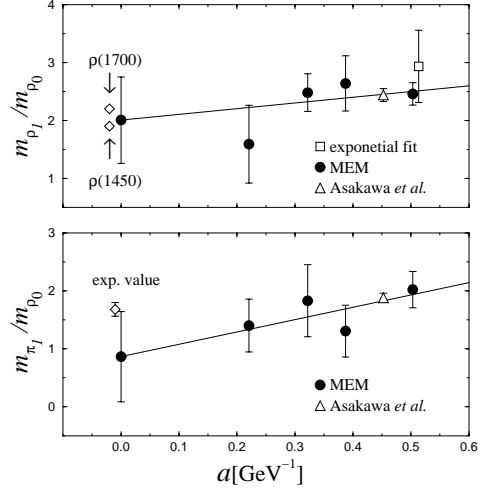 4
3
2
1
0
m_{ρ_1}/m_{ρ_0}
ρ(1700)
ρ(1450)
exponetial fit
MEM
Asakawa et al.
3
2
1
0
m_{π_1}/m_{ρ_0}
exp. value
MEM
Asakawa et al.
0.0 0.1 0.2 0.3 0.4 0.5 0.6
a[GeV⁻¹]